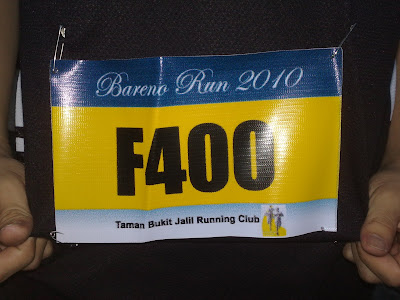 Bareno Run 2010
F400
Taman Bukit Jalil Running Club